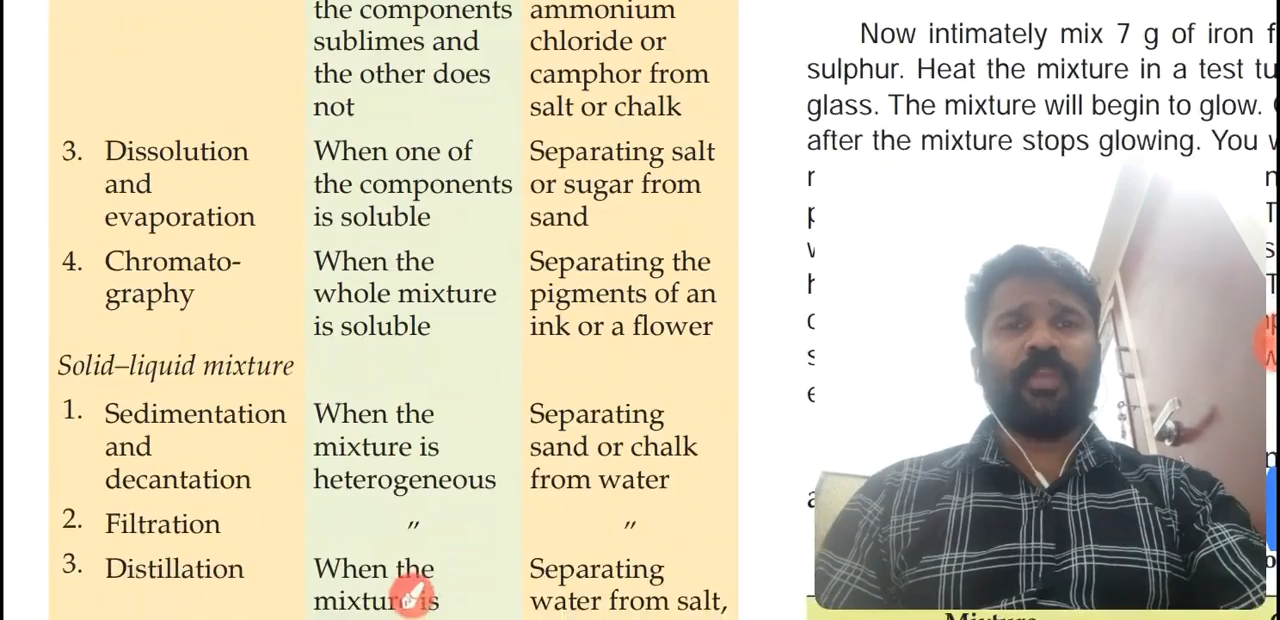 the components ammonium
sublimes and chloride or
the other does camphor from
not salt or chalk
3. Dissolution When one of Separating salt
and the components or sugar from
evaporation is soluble sand
4. Chromato- When the Separating the
graphy whole mixture pigments of an
is soluble ink or a flower
Solid–liquid mixture
1. Sedimentation When the Separating
and mixture is sand or chalk
decantation heterogeneous from water
2. Filtration " "
3. Distillation When the Separating
mixture is water from salt,
Now intimately mix 7 g of iron f
sulphur. Heat the mixture in a test tu
glass. The mixture will begin to glow.
after the mixture stops glowing. You
Mixture